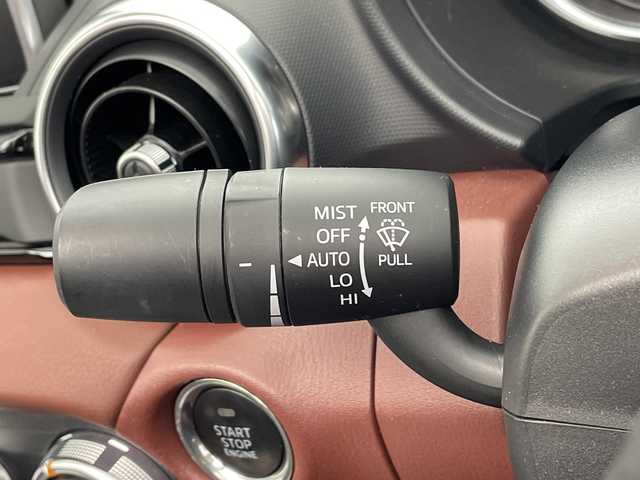 MIST
FRONT
OFF
AUTO
PULL
LO
HI
START
STOP
ENGINE